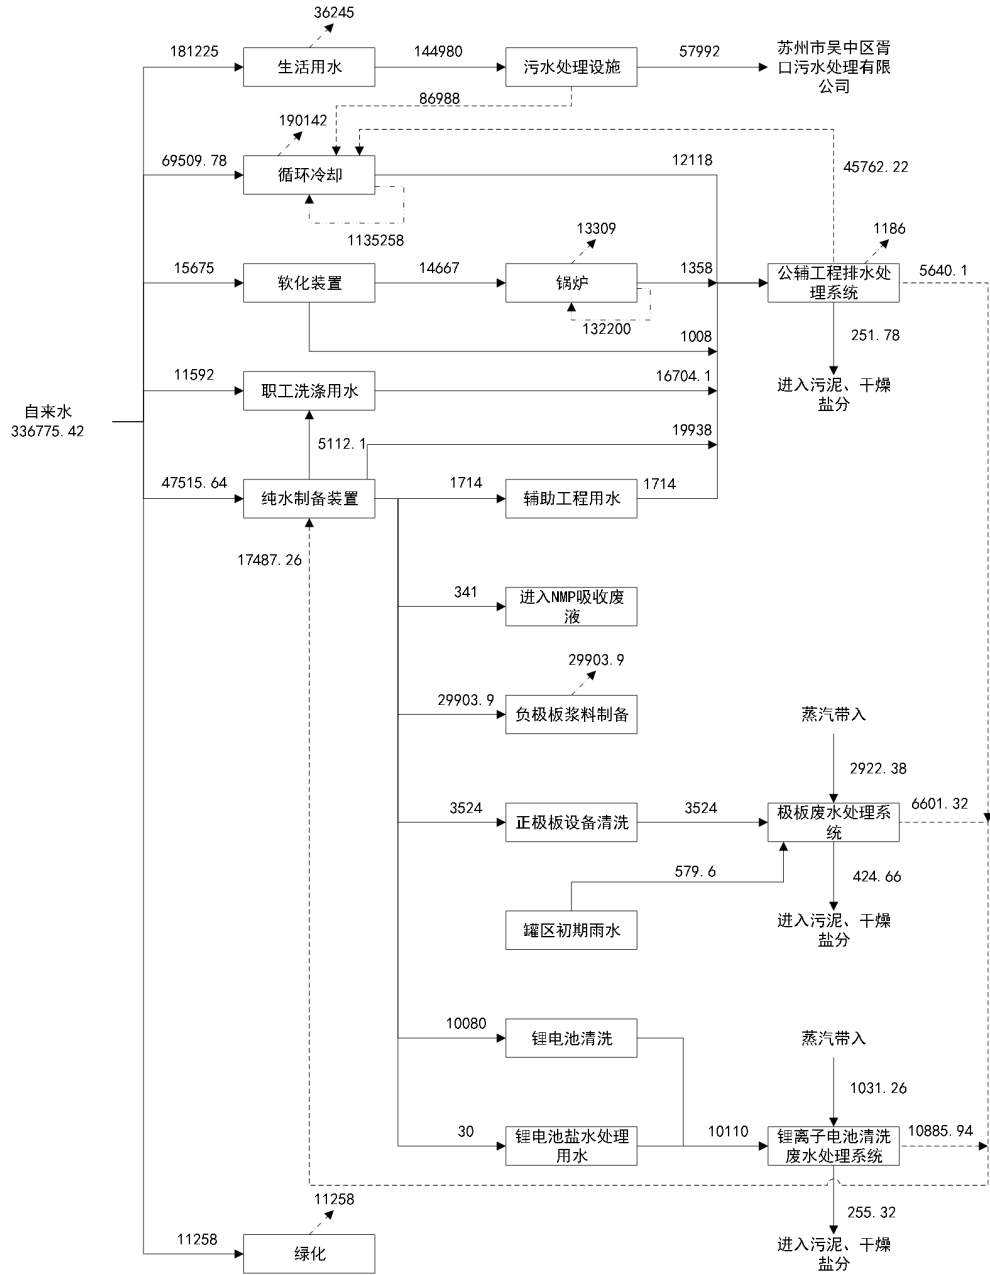 36245
181225
生活用水
144980
污水处理设施
57992
苏州市吴中区胥
口污水处理有限
公司
86988
190142
69509.78
循环冷却
12118
45762.22
1135258
13309
1186
15675
软化装置
14667
锅炉
1358
公辅工程排水处
理系统
5640.1
132200
1008
251.78
11592
职工洗涤用水
16704.1
进入污泥、干燥
盐分
自来水
336775.42
5112.1
19938
47515.64
纯水制备装置
1714
辅助工程用水
1714
17487.26
341
进入NMP吸收废
液
29903.9
29903.9
负极板浆料制备
蒸汽带入
2922.38
3524
正极板设备清洗
3524
极板废水处理系
统
6601.32
579.6
424.66
罐区初期雨水
进入污泥、干燥
盐分
10080
锂电池清洗
蒸汽带入
1031.26
30
锂电池盐水处理
用水
10110
锂离子电池清洗
废水处理系统
10885.94
11258
255.32
11258
绿化
进入污泥、干燥
盐分